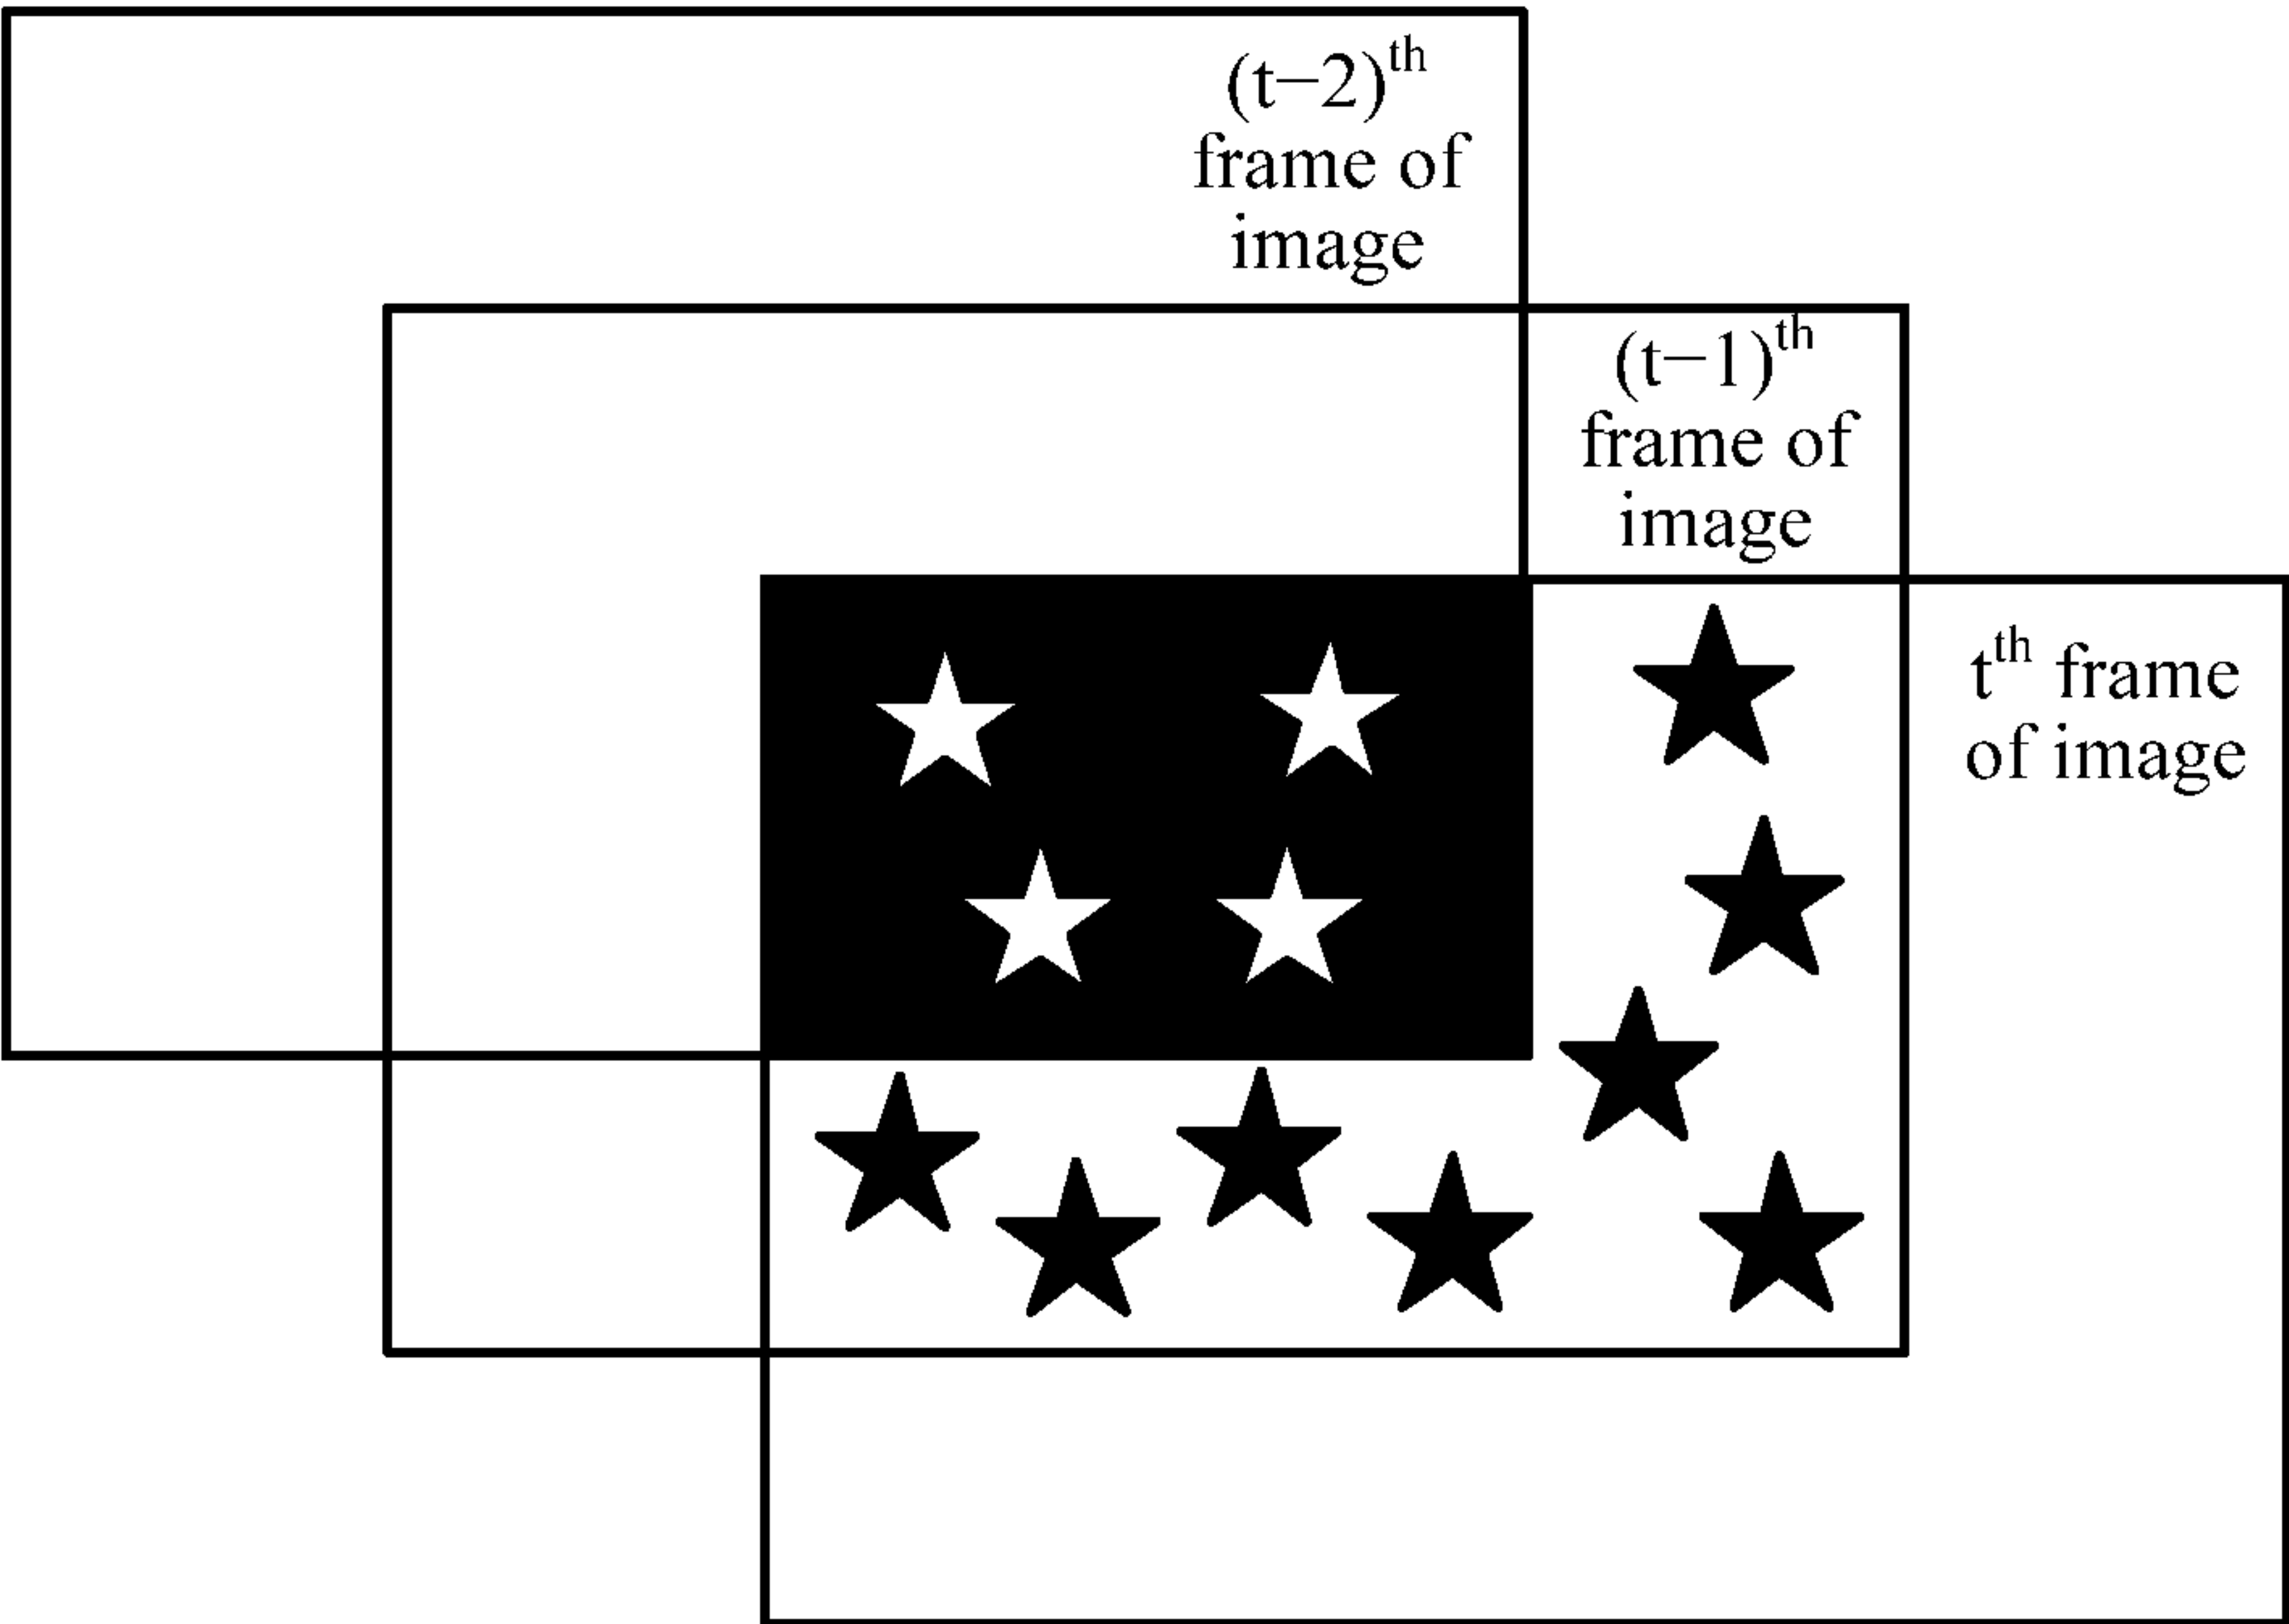 (t−2)th
frame of
image
(t−1)th
frame of
image
tth frame
of image